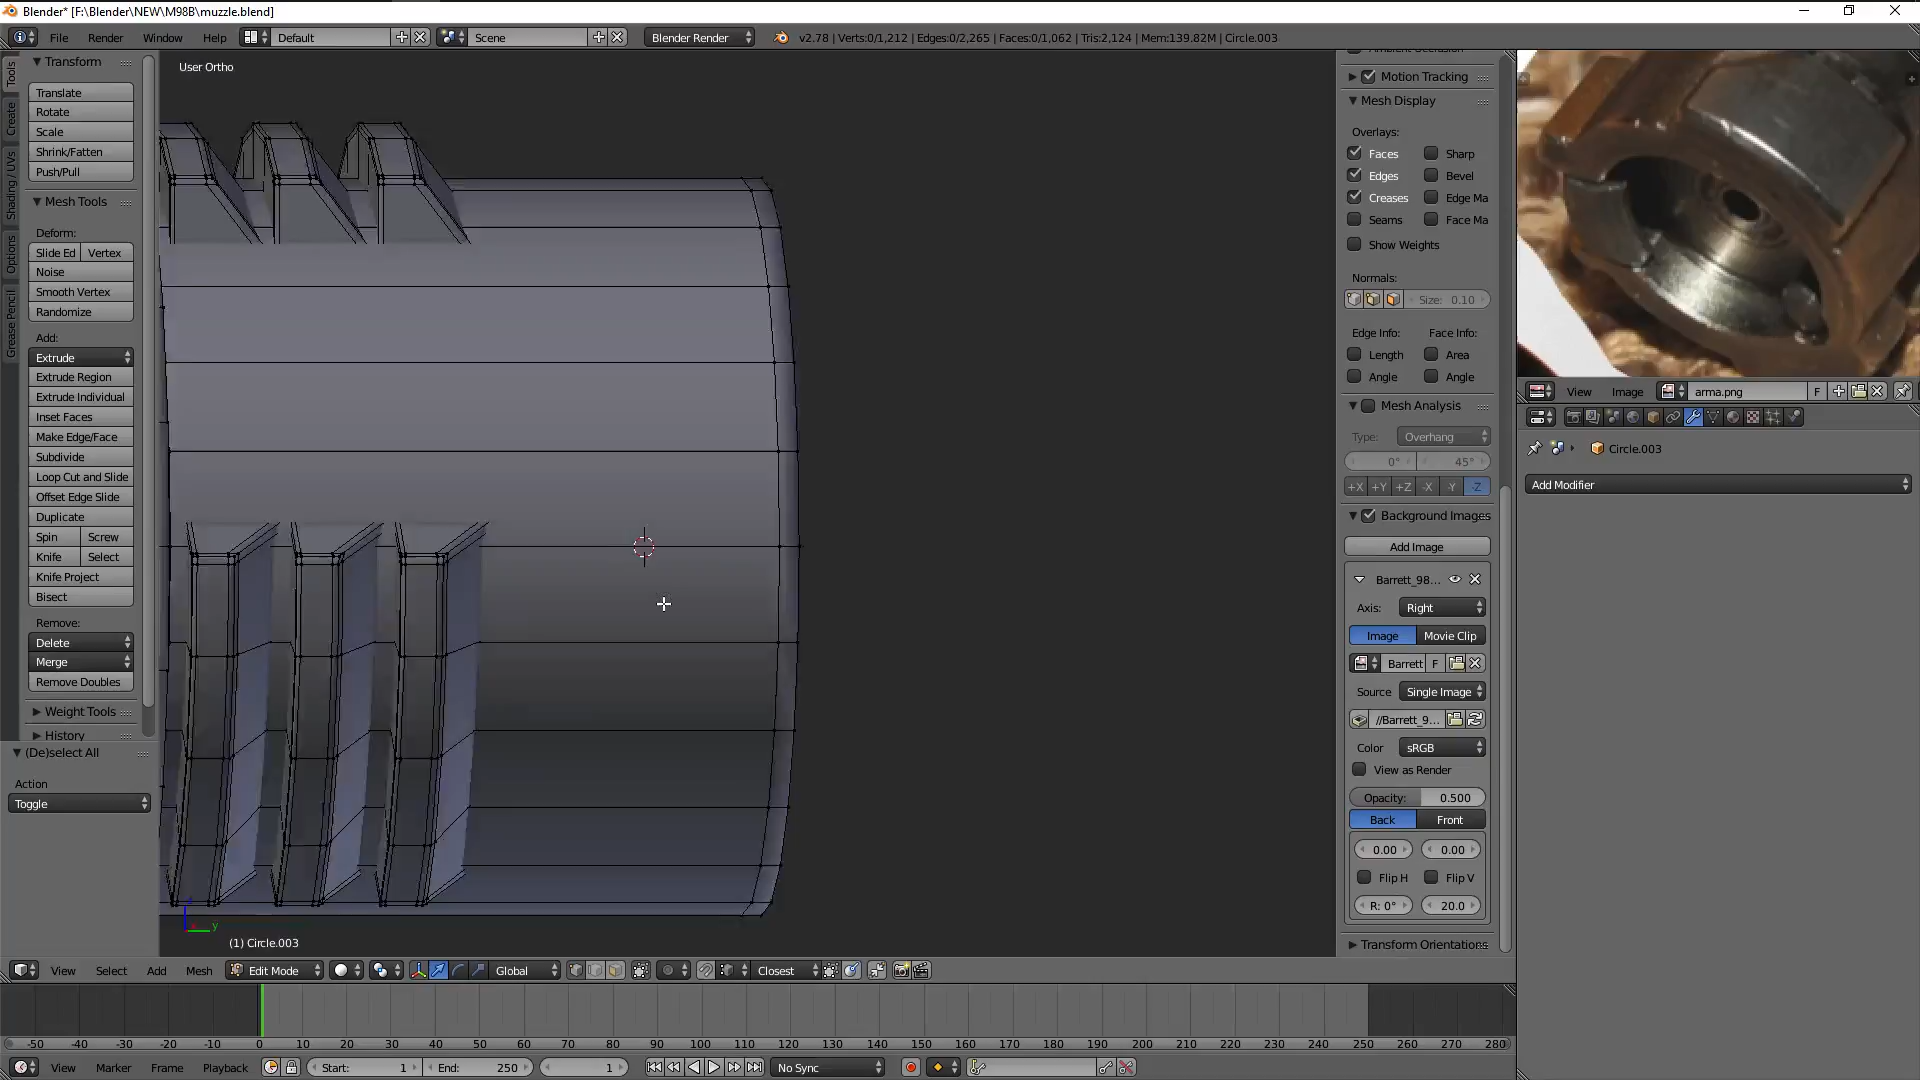 Blender* [F:\Blender\NEW\M98B\muzzle.blend]
File Render Window Help Default Scene Blender Render v2.78 | Verts:0/1,212 | Edges:0/2,265 | Faces:0/1,062 | Tris:2,124 | Mem:139.82M | Circle.003
Tools
Create
Shading / UVs
Options
Grease Pencil
Transform
Translate
Rotate
Scale
Shrink/Fatten
Push/Pull
Mesh Tools
Deform:
Slide Ed Vertex
Noise
Smooth Vertex
Randomize
Add:
Extrude
Extrude Region
Extrude Individual
Inset Faces
Make Edge/Face
Subdivide
Loop Cut and Slide
Offset Edge Slide
Duplicate
Spin Screw
Knife Select
Knife Project
Bisect
Remove:
Delete
Merge
Remove Doubles
Weight Tools
History
(De)select All
Action
Toggle
User Ortho
z
y
(1) Circle.003
Motion Tracking
Mesh Display
Overlays:
Faces Sharp
Edges Bevel
Creases Edge Ma
Seams Face Ma
Show Weights
Normals:
Size: 0.10
Edge Info: Face Info:
Length Area
Angle Angle
Mesh Analysis
Type: Overhang
0° 45°
+X +Y +Z -X -Y -Z
Background Images
Add Image
Barrett_98...
Axis: Right
Image Movie Clip
Barrett F
Source Single Image
//Barrett_9...
Color sRGB
View as Render
Opacity: 0.500
Back Front
0.00 0.00
Flip H Flip V
R: 0° 20.0
Transform Orientations
View Image arma.png F
Circle.003
Add Modifier
View Select Add Mesh Edit Mode Global Closest
-50 -40 -30 -20 -10 0 10 20 30 40 50 60 70 80 90 100 110 120 130 140 150 160 170 180 190 200 210 220 230 240 250 260 270 280
View Marker Frame Playback Start: 1 End: 250 1 No Sync